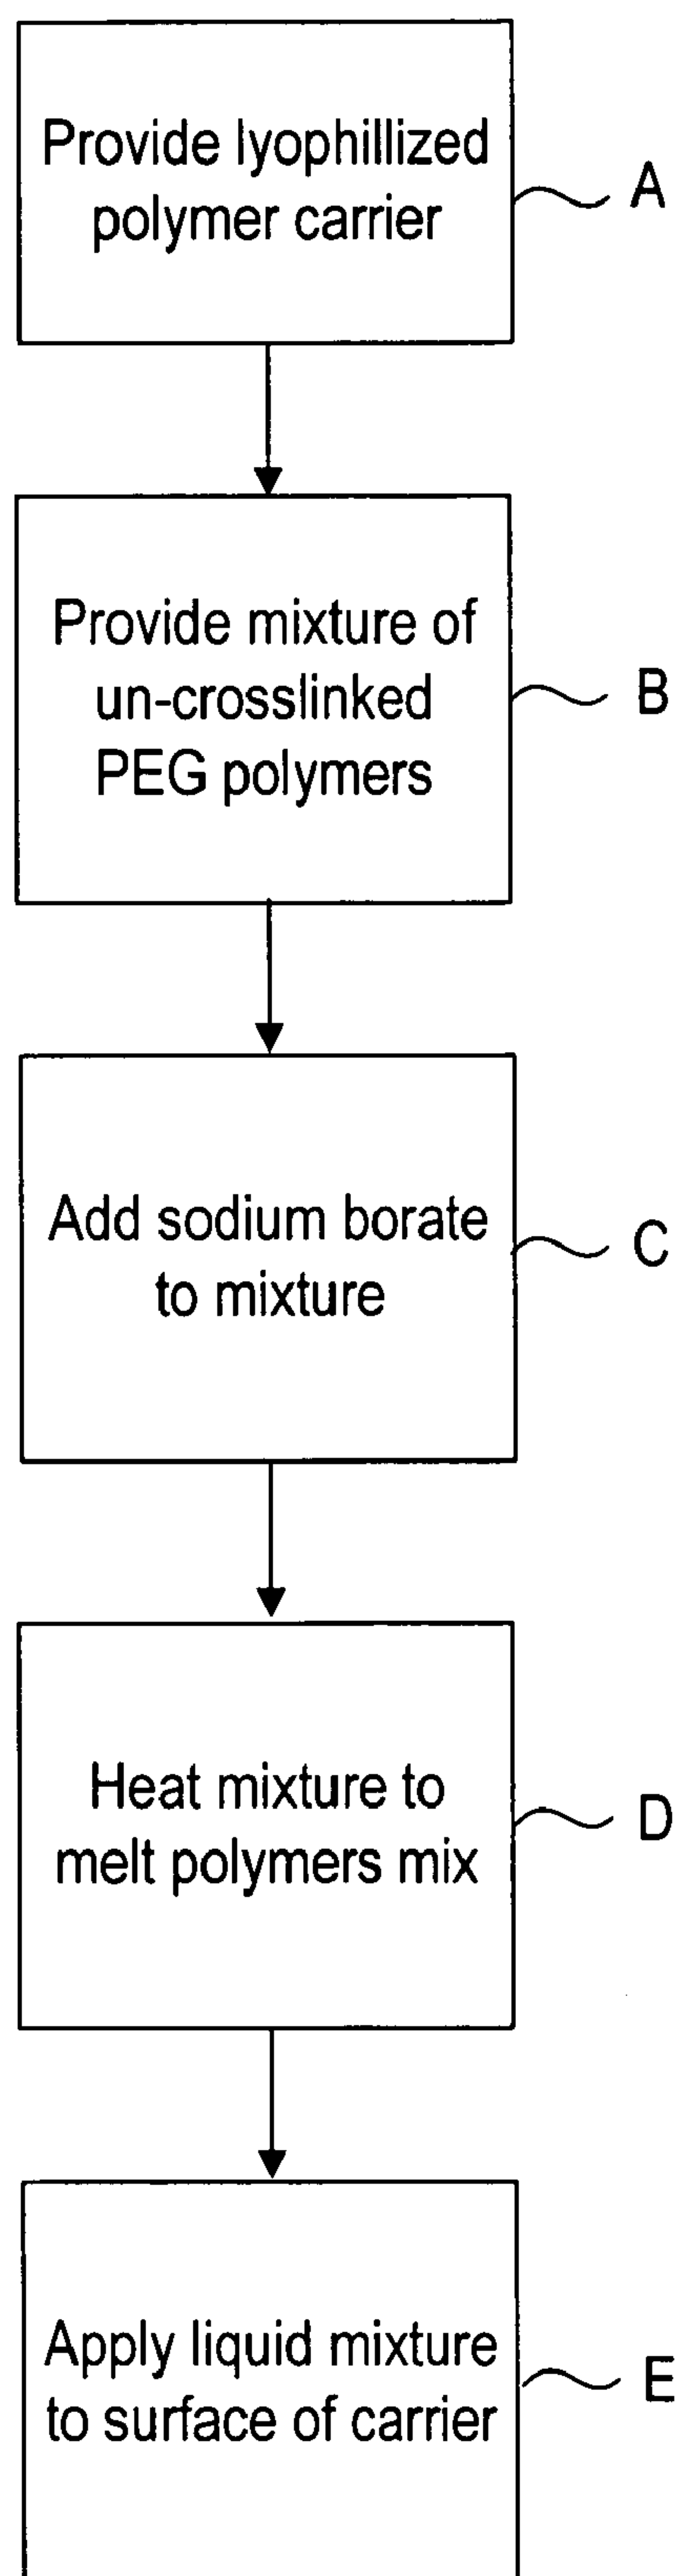 Provide lyophillized
polymer carrier
A
Provide mixture of
un-crosslinked
PEG polymers
B
Add sodium borate
to mixture
C
Heat mixture to
melt polymers mix
D
Apply liquid mixture
to surface of carrier
E